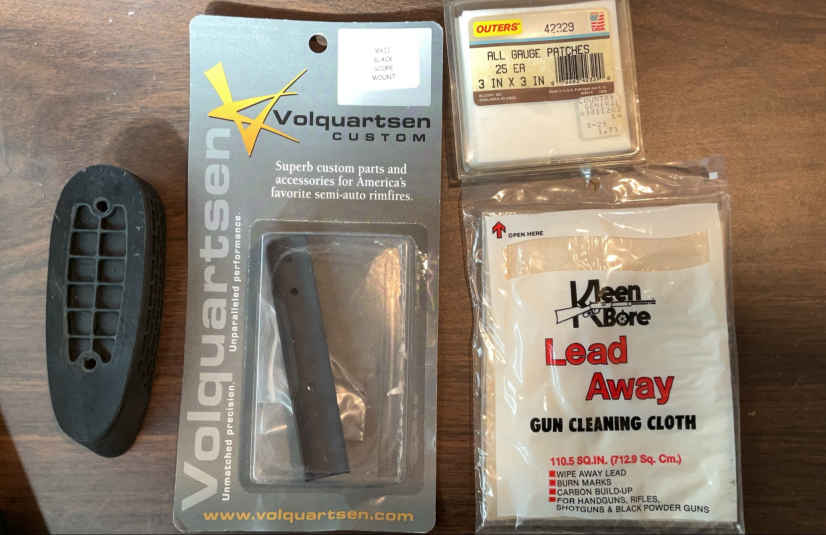 BLACK
SCOPE
MOUNT
Volquartsen
CUSTOM
Superb custom parts and
accessories for America's
favorite semi-auto rimfires.
Volquartsen
Unmatched precision. Unparalleled performance.
www.volquartsen.com
OUTERS
42329
ALL GAUGE PATCHES
25 EA
3 IN X 3 IN
COUNTRY
GENERAL
OPEN HERE
Kleen
Bore
Lead
Away
GUN CLEANING CLOTH
110.5 SQ.IN. (712.9 Sq. Cm.)
WIPE AWAY LEAD
BURN MARKS
CARBON BUILD-UP
FOR HANDGUNS, RIFLES,
SHOTGUNS & BLACK POWDER GUNS